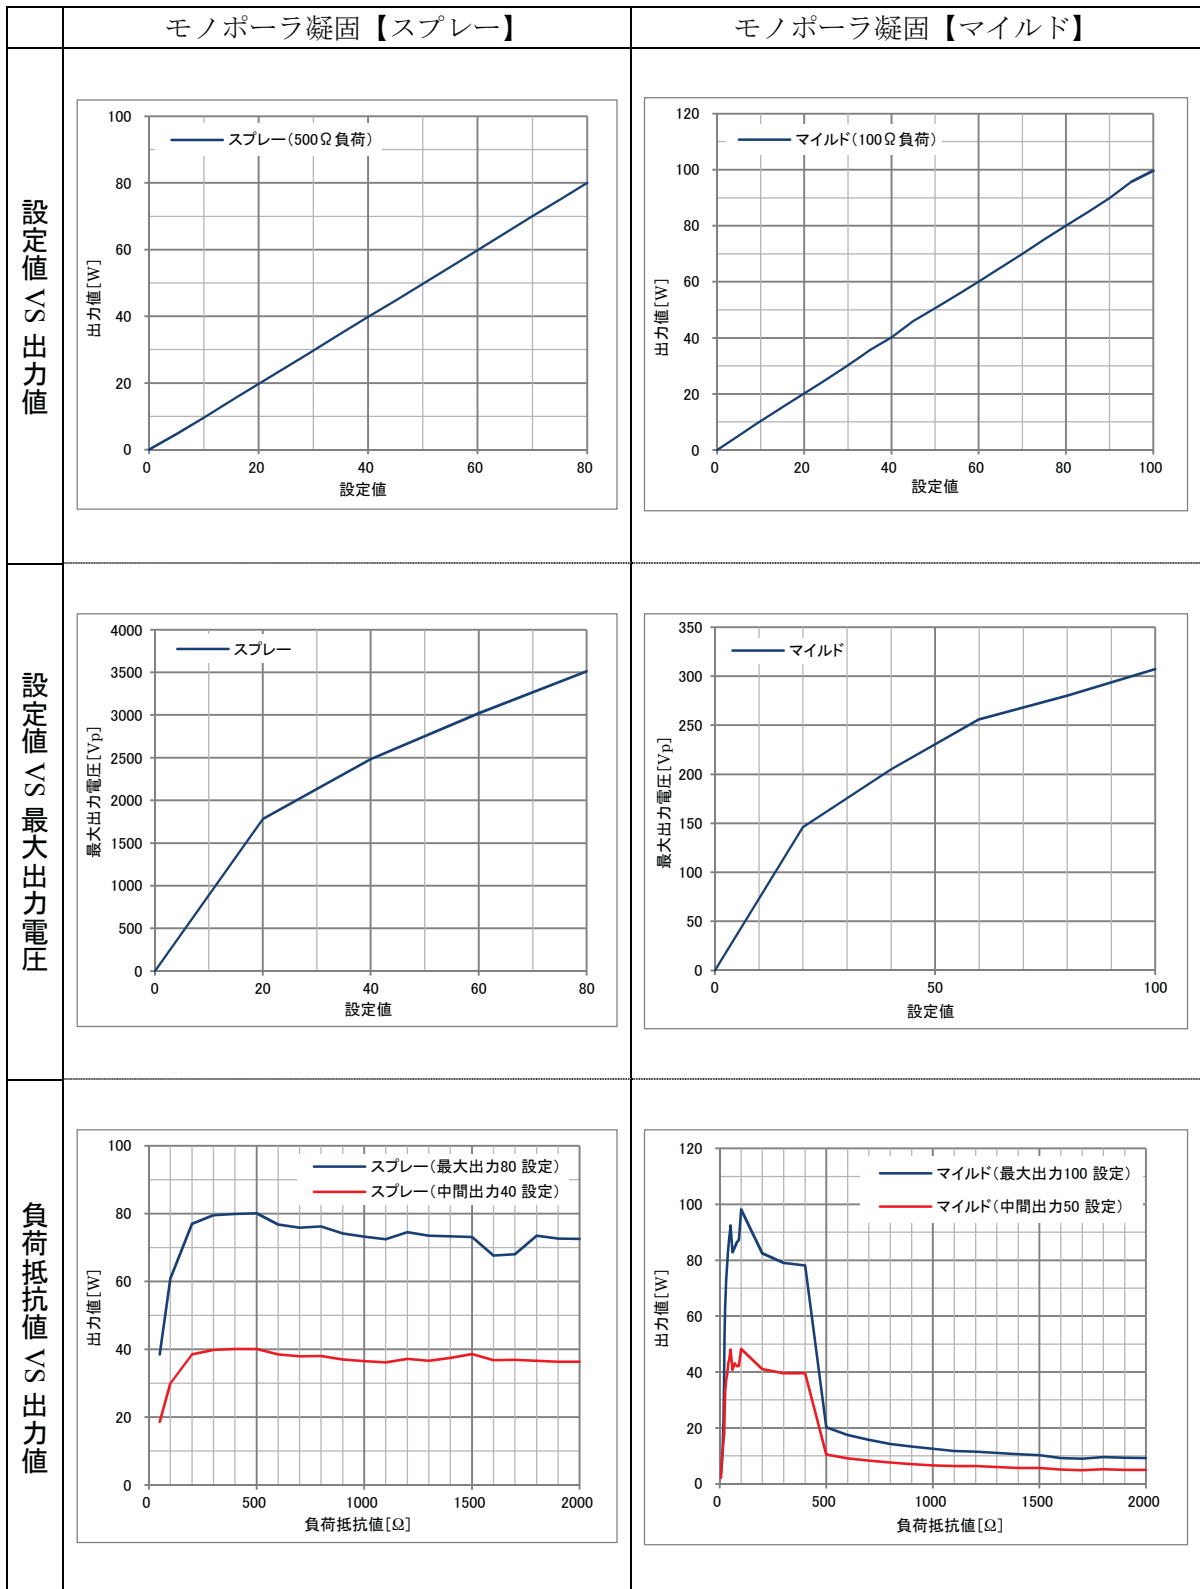 モノポーラ凝固【スプレー】
モノポーラ凝固【マイルド】
設定値 VS 出力値
スプレー(500Ω負荷)
出力値[W]
100
80
60
40
20
0
0 20 40 60 80
設定値
マイルド(100Ω負荷)
出力値[W]
120
100
80
60
40
20
0
0 20 40 60 80 100
設定値
設定値 VS 最大出力電圧
スプレー
最大出力電圧[Vp]
4000
3500
3000
2500
2000
1500
1000
500
0
0 20 40 60 80
設定値
マイルド
最大出力電圧[Vp]
350
300
250
200
150
100
50
0
0 50 100
設定値
負荷抵抗値 VS 出力値
スプレー(最大出力80 設定)
スプレー(中間出力40 設定)
出力値[W]
100
80
60
40
20
0
0 500 1000 1500 2000
負荷抵抗値[Ω]
マイルド(最大出力100 設定)
マイルド(中間出力50 設定)
出力値[W]
120
100
80
60
40
20
0
0 500 1000 1500 2000
負荷抵抗値[Ω]